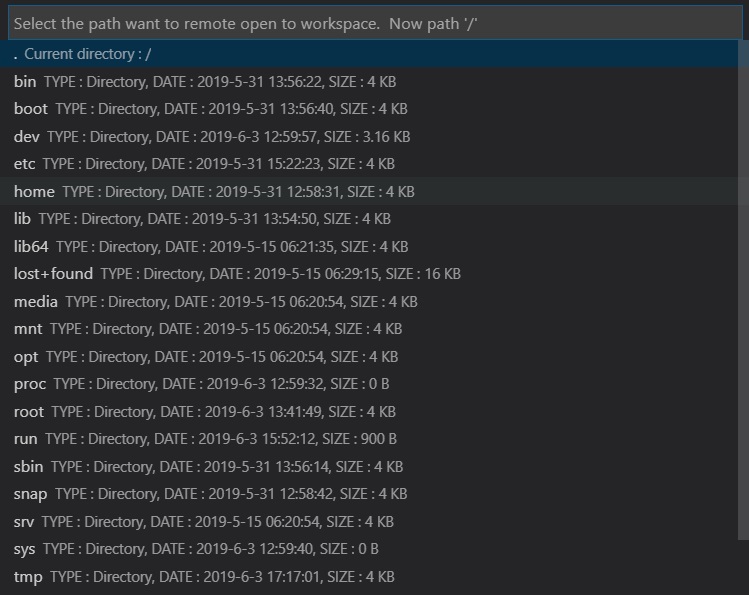 Select the path want to remote open to workspace.  Now path '/'
. Current directory : /
bin TYPE : Directory, DATE : 2019-5-31 13:56:22, SIZE : 4 KB
boot TYPE : Directory, DATE : 2019-5-31 13:56:40, SIZE : 4 KB
dev TYPE : Directory, DATE : 2019-6-3 12:59:57, SIZE : 3.16 KB
etc TYPE : Directory, DATE : 2019-5-31 15:22:23, SIZE : 4 KB
home TYPE : Directory, DATE : 2019-5-31 12:58:31, SIZE : 4 KB
lib TYPE : Directory, DATE : 2019-5-31 13:54:50, SIZE : 4 KB
lib64 TYPE : Directory, DATE : 2019-5-15 06:21:35, SIZE : 4 KB
lost+found TYPE : Directory, DATE : 2019-5-15 06:29:15, SIZE : 16 KB
media TYPE : Directory, DATE : 2019-5-15 06:20:54, SIZE : 4 KB
mnt TYPE : Directory, DATE : 2019-5-15 06:20:54, SIZE : 4 KB
opt TYPE : Directory, DATE : 2019-5-15 06:20:54, SIZE : 4 KB
proc TYPE : Directory, DATE : 2019-6-3 12:59:32, SIZE : 0 B
root TYPE : Directory, DATE : 2019-6-3 13:41:49, SIZE : 4 KB
run TYPE : Directory, DATE : 2019-6-3 15:52:12, SIZE : 900 B
sbin TYPE : Directory, DATE : 2019-5-31 13:56:14, SIZE : 4 KB
snap TYPE : Directory, DATE : 2019-5-31 12:58:42, SIZE : 4 KB
srv TYPE : Directory, DATE : 2019-5-15 06:20:54, SIZE : 4 KB
sys TYPE : Directory, DATE : 2019-6-3 12:59:40, SIZE : 0 B
tmp TYPE : Directory, DATE : 2019-6-3 17:17:01, SIZE : 4 KB